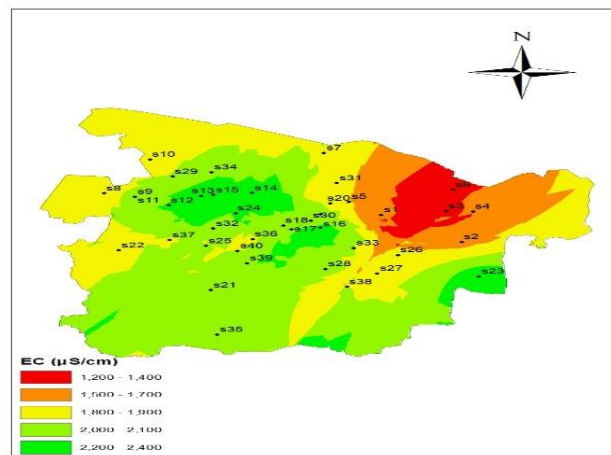 N
s7
s10
s34
s29
s31
s8
s9
s13 s15
s14
s6
s11
s12
s20 s5
s3
s4
s24
s1
s18
s32
s17
s16
s37
s36
s2
s22
s25
s40
s33
s26
s39
s28
s27
s23
s21
s38
s35
EC (µS/cm)
1,200 - 1,400
1,500 - 1,700
1,800 - 1,900
2,000 - 2,100
2,200 - 2,400